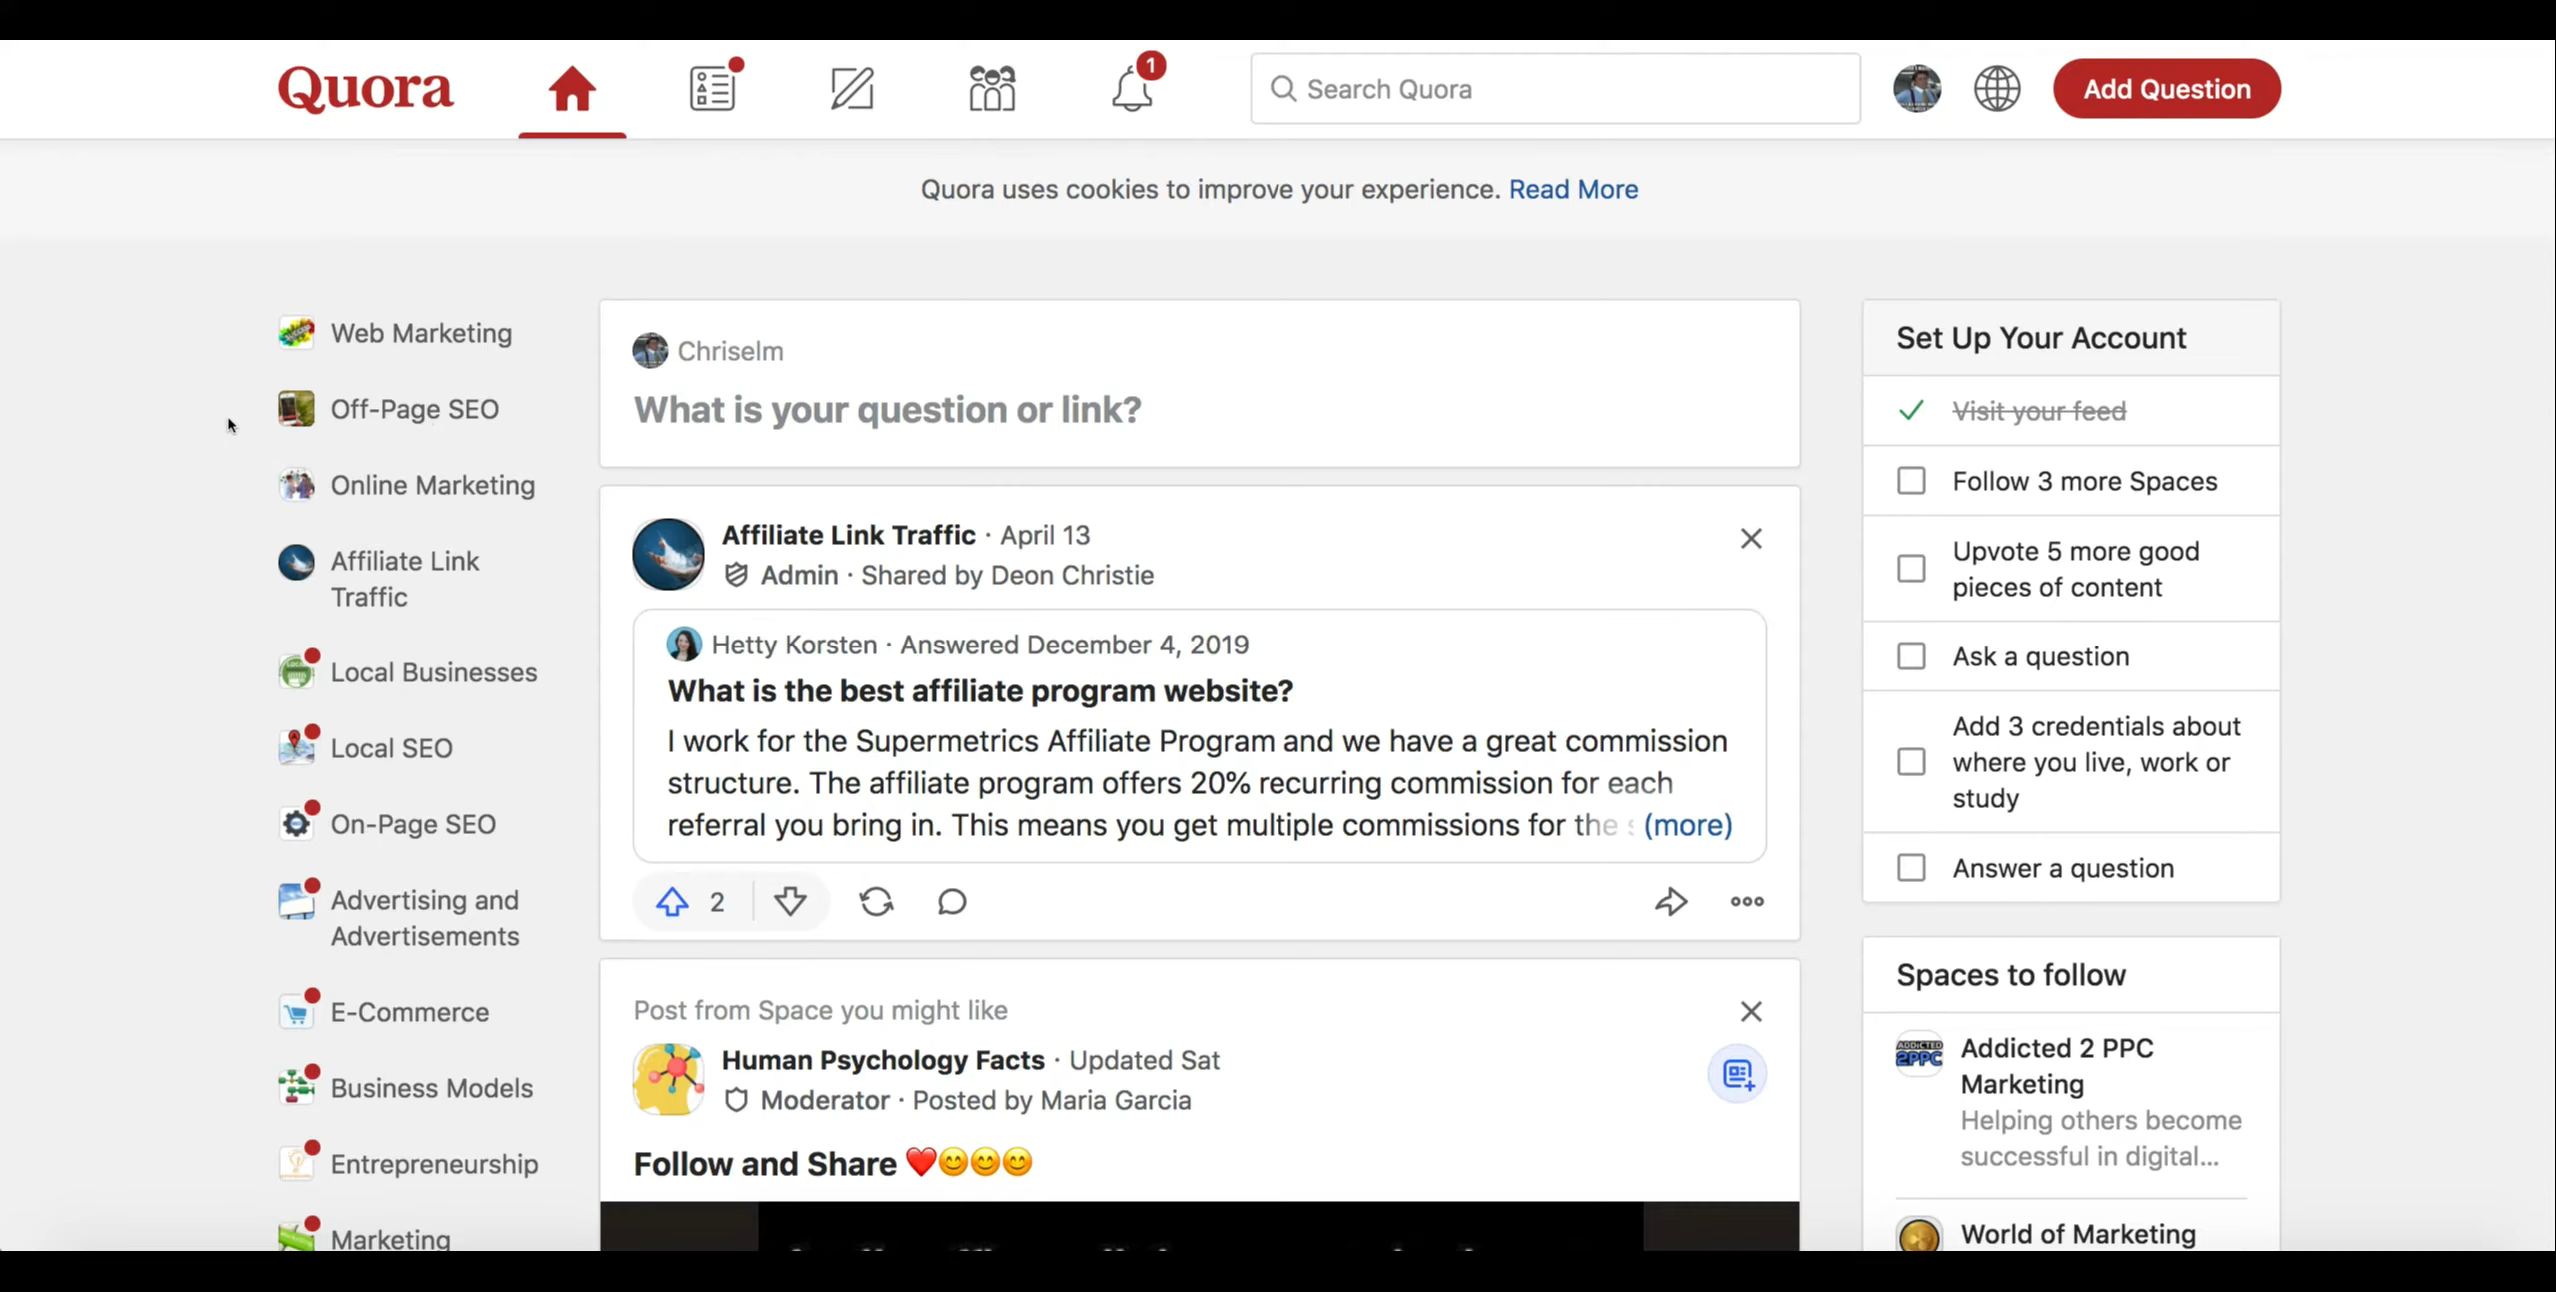 Quora
1
Search Quora
Add Question
Quora uses cookies to improve your experience. Read More
Web Marketing
Off-Page SEO
Online Marketing
Affiliate Link
Traffic
Local Businesses
Local SEO
On-Page SEO
Advertising and
Advertisements
E-Commerce
Business Models
Entrepreneurship
Marketing
Chriselm
What is your question or link?
Affiliate Link Traffic · April 13
Admin · Shared by Deon Christie
Hetty Korsten · Answered December 4, 2019
What is the best affiliate program website?
I work for the Supermetrics Affiliate Program and we have a great commission
structure. The affiliate program offers 20% recurring commission for each
referral you bring in. This means you get multiple commissions for the (more)
2
Post from Space you might like
Human Psychology Facts · Updated Sat
Moderator · Posted by Maria Garcia
Follow and Share ❤️😊😊😊
Set Up Your Account
Visit your feed
Follow 3 more Spaces
Upvote 5 more good
pieces of content
Ask a question
Add 3 credentials about
where you live, work or
study
Answer a question
Spaces to follow
ADDICTED
2PPC
Addicted 2 PPC
Marketing
Helping others become
successful in digital...
World of Marketing